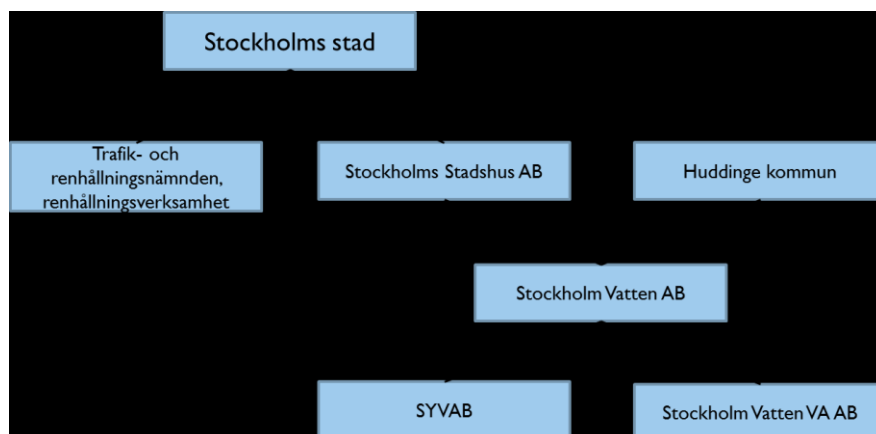 Stockholms stad
Trafik- och
renhållningsnämnden,
renhållningsverksamhet
Stockholms Stadshus AB
Huddinge kommun
Stockholm Vatten AB
SYVAB
Stockholm Vatten VA AB